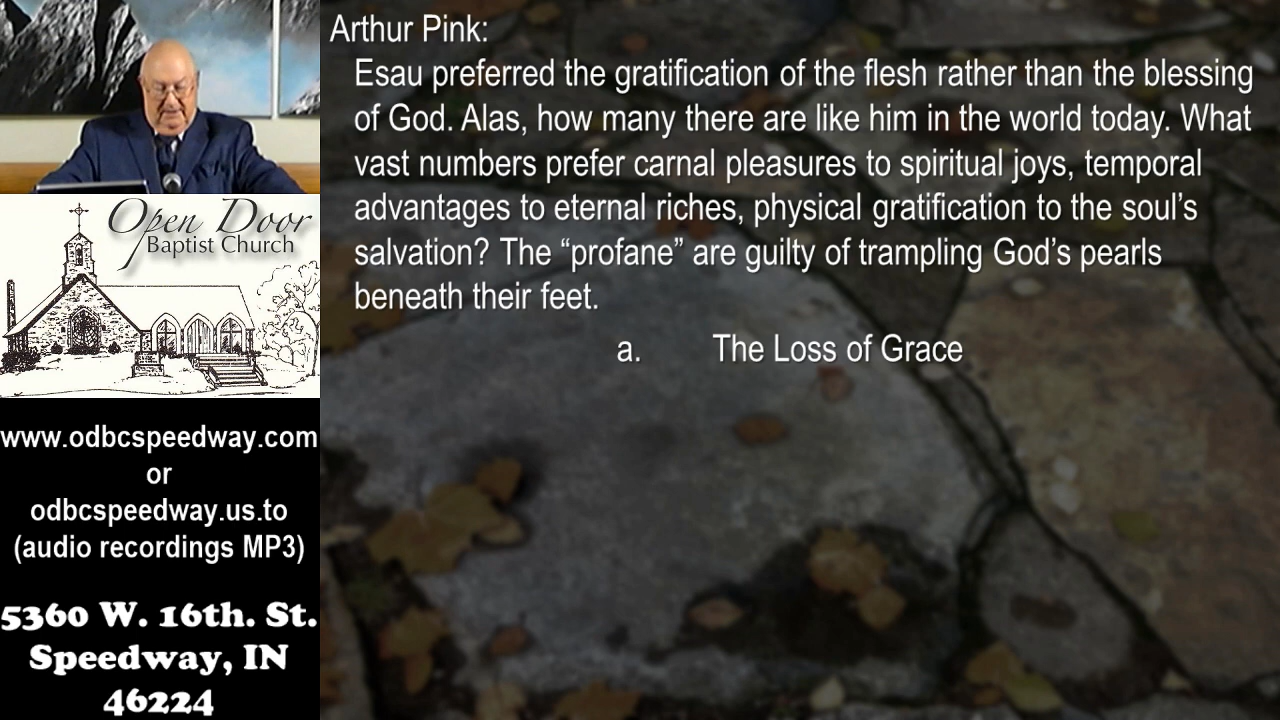 Arthur Pink:
Esau preferred the gratification of the flesh rather than the blessing
of God. Alas, how many there are like him in the world today. What
vast numbers prefer carnal pleasures to spiritual joys, temporal
advantages to eternal riches, physical gratification to the soul’s
salvation? The “profane” are guilty of trampling God’s pearls
beneath their feet.
a. The Loss of Grace
Open Door
Baptist Church
www.odbcspeedway.com
or
odbcspeedway.us.to
(audio recordings MP3)
5360 W. 16th. St.
Speedway, IN
46224